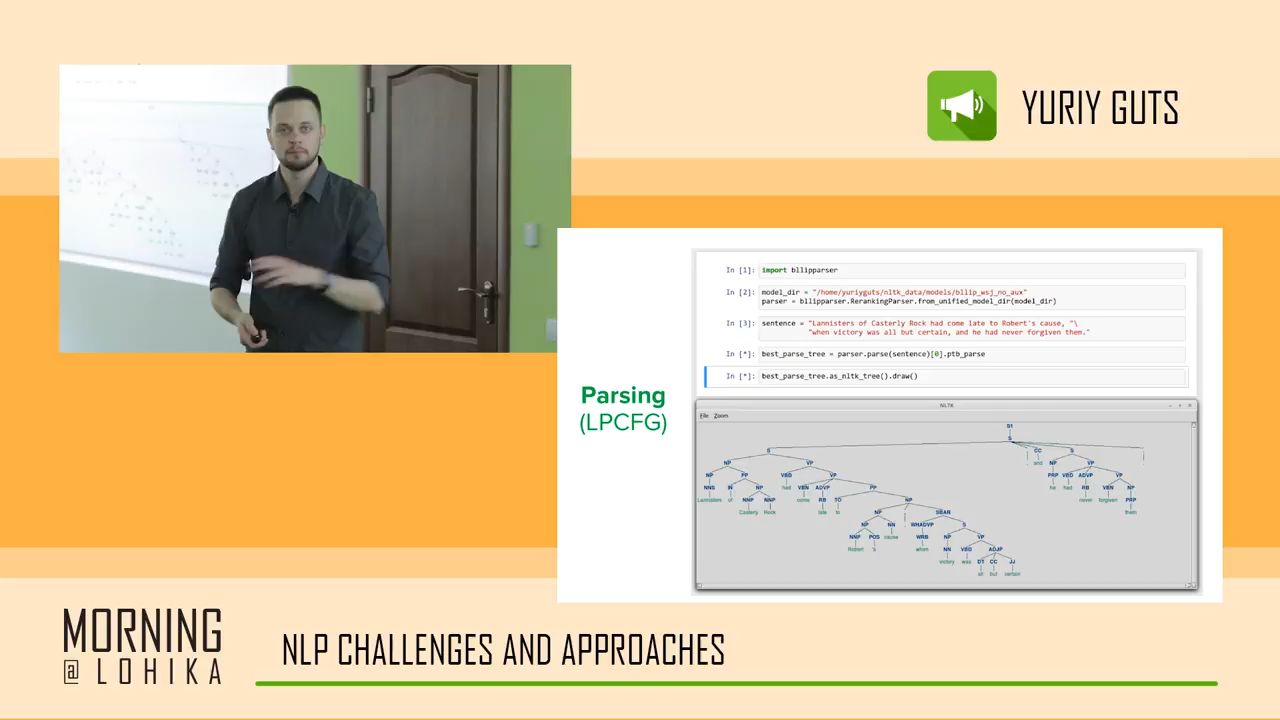 YURIY GUTS
In [1]: import bllipparser
In [2]: model_dir = "/home/yuriyguts/nltk_data/models/bllip_wsj_no_aux"
parser = bllipparser.RerankingParser.from_unified_model_dir(model_dir)
In [3]: sentence = "Lannisters of Casterly Rock had come late to Robert's cause, "\
"when victory was all but certain, and he had never forgiven them."
In [*]: best_parse_tree = parser.parse(sentence)[0].ptb_parse
In [*]: best_parse_tree.as_nltk_tree().draw()
Parsing
(LPCFG)
NLTK
File Zoom
S1
S
S CC S
NP VP and NP VP
NP PP VBD VP PRP VBD ADVP VP
NNS IN NP had VBN ADVP PP he had RB VBN NP
Lannisters of NNP NNP come RB TO NP never forgiven PRP
Casterly Rock late to NP , SBAR them
NP NN WHADVP S
NNP POS cause WRB NP VP
Robert 's when NN VBD ADJP
victory was DT CC JJ
all but certain
MORNING
@ LOHIKA
NLP CHALLENGES AND APPROACHES